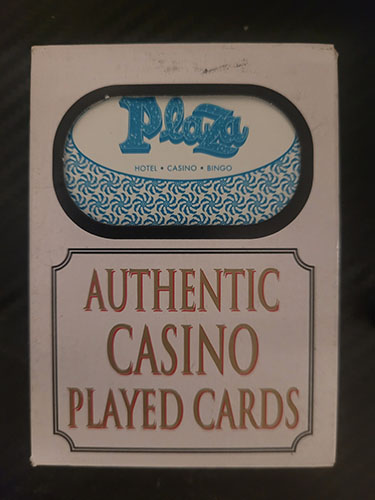 Plaza
HOTEL • CASINO • BINGO
AUTHENTIC
CASINO
PLAYED CARDS